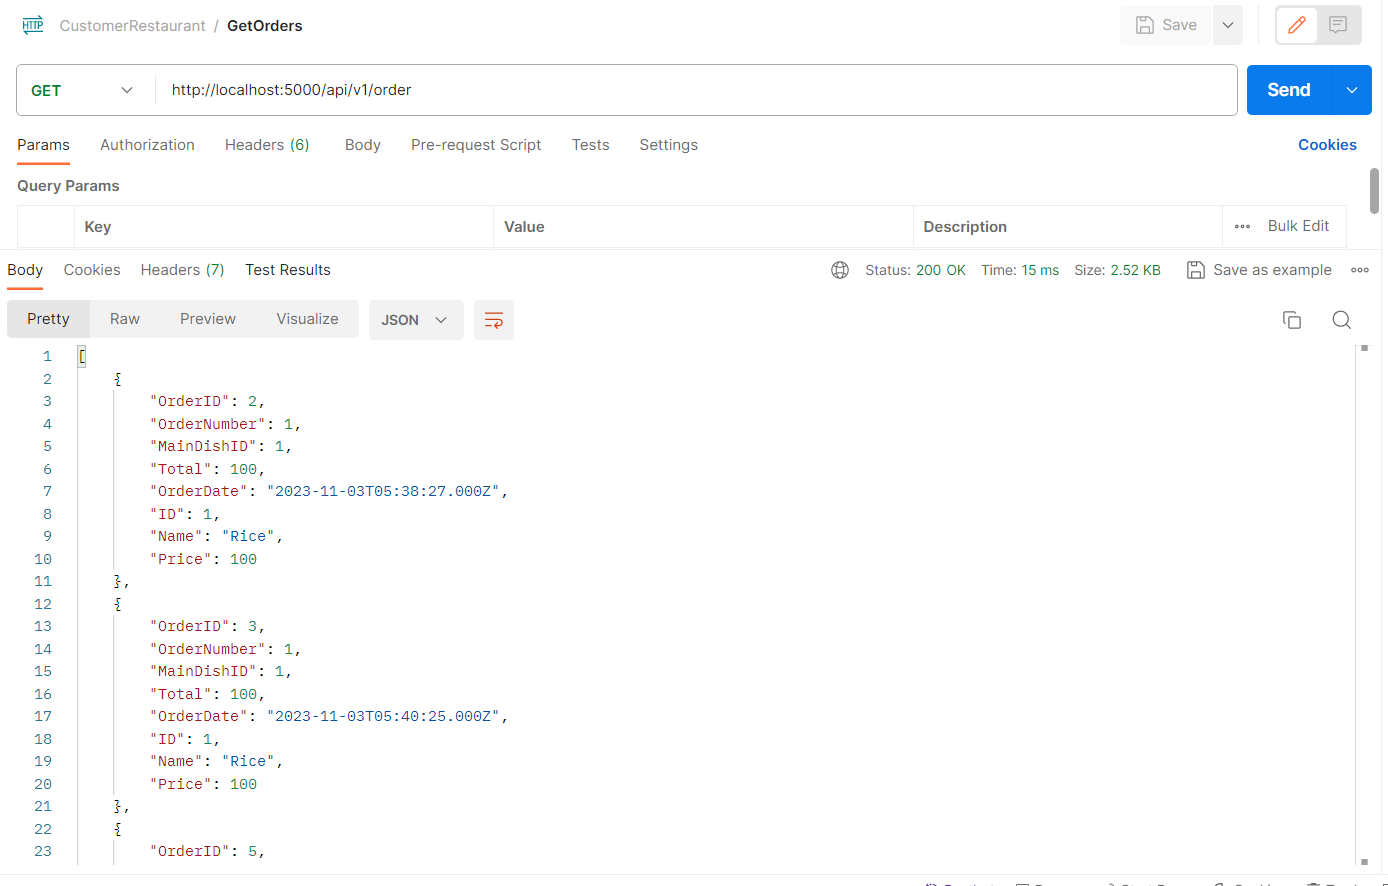 HTTP CustomerRestaurant / GetOrders Save
GET http://localhost:5000/api/v1/order Send
Params Authorization Headers (6) Body Pre-request Script Tests Settings Cookies
Query Params
Key Value Description Bulk Edit
Body Cookies Headers (7) Test Results Status: 200 OK Time: 15 ms Size: 2.52 KB Save as example
Pretty Raw Preview Visualize JSON
1 [
2 {
3 "OrderID": 2,
4 "OrderNumber": 1,
5 "MainDishID": 1,
6 "Total": 100,
7 "OrderDate": "2023-11-03T05:38:27.000Z",
8 "ID": 1,
9 "Name": "Rice",
10 "Price": 100
11 },
12 {
13 "OrderID": 3,
14 "OrderNumber": 1,
15 "MainDishID": 1,
16 "Total": 100,
17 "OrderDate": "2023-11-03T05:40:25.000Z",
18 "ID": 1,
19 "Name": "Rice",
20 "Price": 100
21 },
22 {
23 "OrderID": 5,